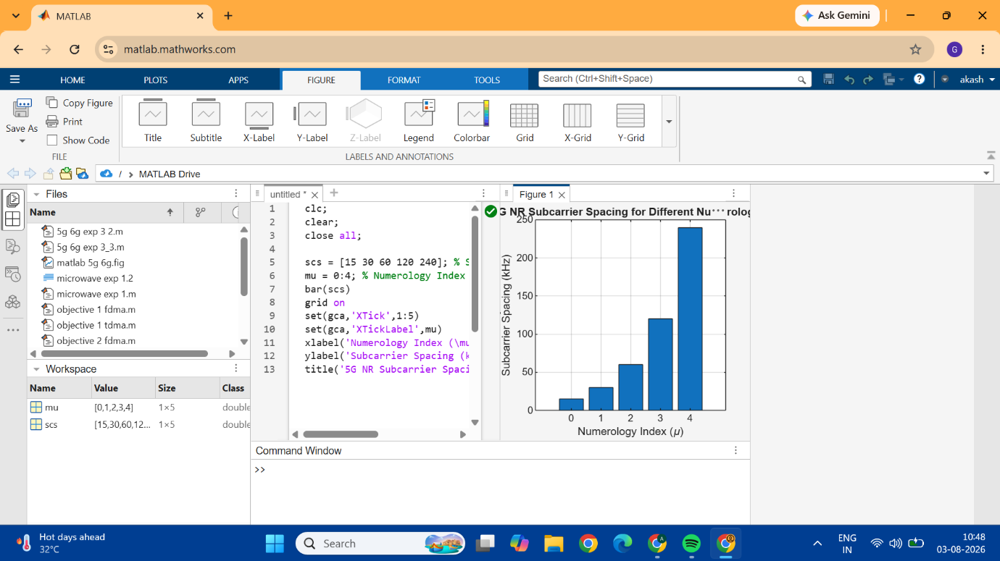 MATLAB
Ask Gemini
matlab.mathworks.com
G
HOME PLOTS APPS FIGURE FORMAT TOOLS
Search (Ctrl+Shift+Space)
akash
Save As
Copy Figure
Print
Show Code
FILE
Title Subtitle X-Label Y-Label Z-Label Legend Colorbar Grid X-Grid Y-Grid
LABELS AND ANNOTATIONS
/ › MATLAB Drive
Files
Name
5g 6g exp 3 2.m
5g 6g exp 3_3.m
matlab 5g 6g.fig
microwave exp 1.2
microwave exp 1.m
objective 1 fdma.m
objective 1 tdma.m
objective 2 fdma.m
Workspace
Name Value Size Class
mu [0,1,2,3,4] 1×5 double
scs [15,30,60,12... 1×5 double
untitled *
1 clc;
2 clear;
3 close all;
4
5 scs = [15 30 60 120 240]; % S
6 mu = 0:4; % Numerology Index
7 bar(scs)
8 grid on
9 set(gca,'XTick',1:5)
10 set(gca,'XTickLabel',mu)
11 xlabel('Numerology Index (\mu
12 ylabel('Subcarrier Spacing (k
13 title('5G NR Subcarrier Spaci
Figure 1
G NR Subcarrier Spacing for Different Nu··· rolog
250
200
150
100
50
0
Subcarrier Spacing (kHz)
0 1 2 3 4
Numerology Index (μ)
Command Window
>>
Hot days ahead
32°C
Search
A
ENG
IN
10:48
03-08-2026